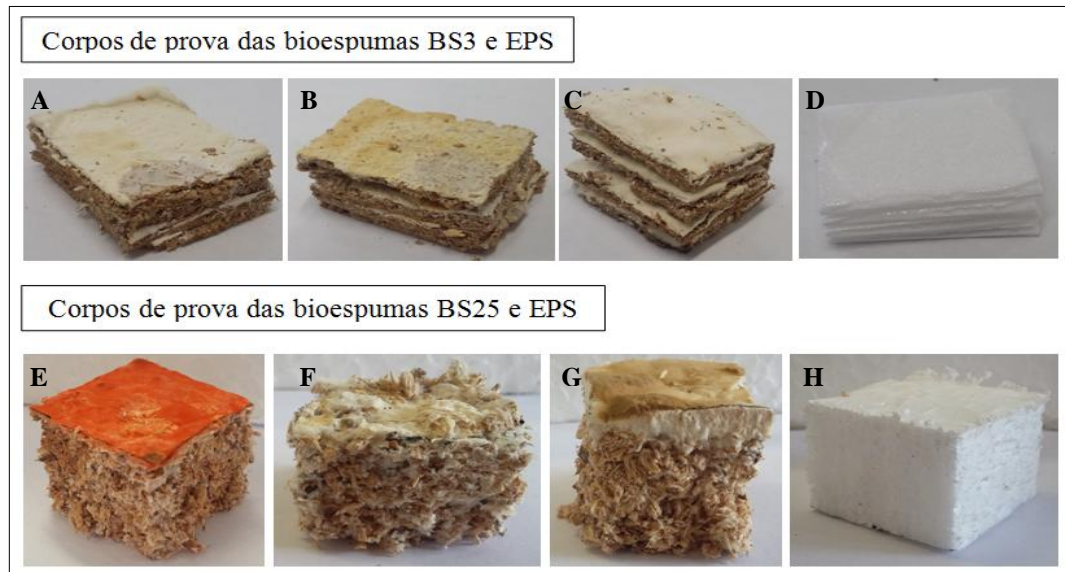 Corpos de prova das bioespumas BS3 e EPS
A B C D
Corpos de prova das bioespumas BS25 e EPS
E F G H